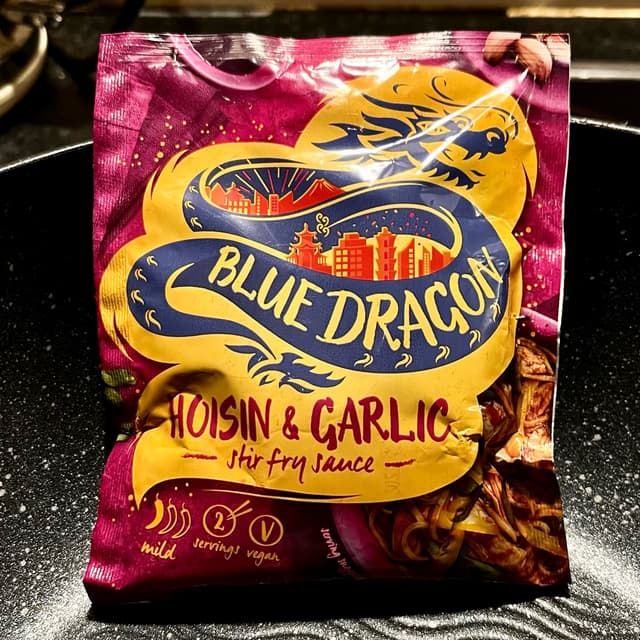 BLUE DRAGON
HOISIN & GARLIC
stir fry sauce
2
V
mild
servings
vegan